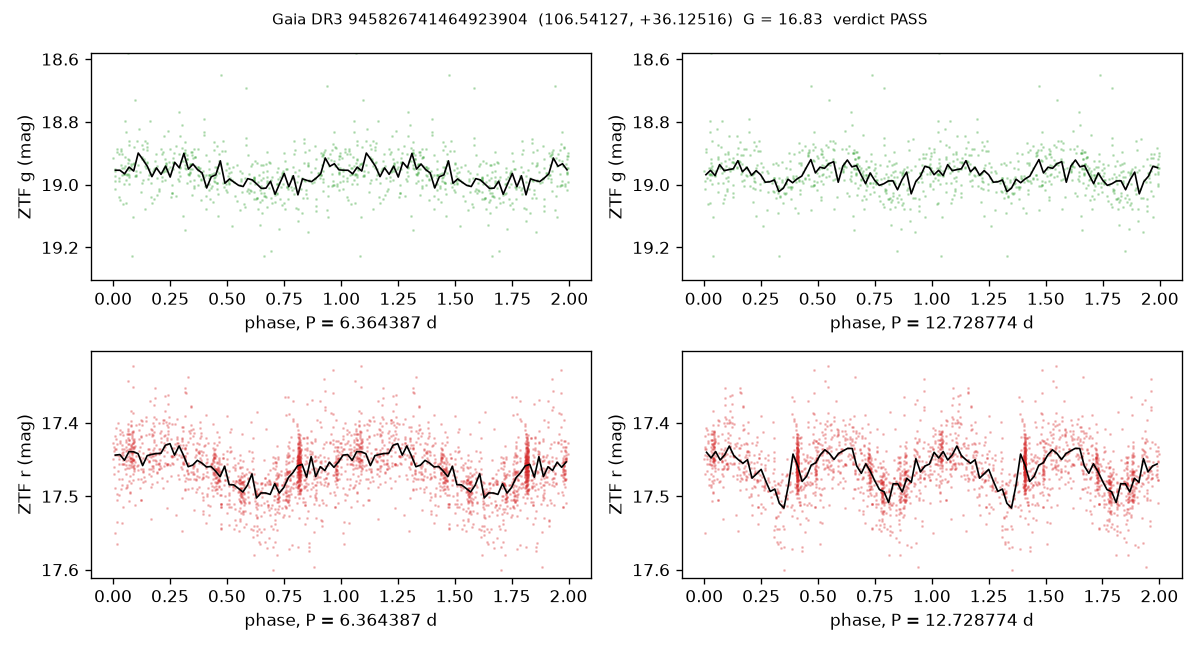 Gaia DR3 945826741464923904 (106.54127, +36.12516) G = 16.83 verdict PASS
ZTF g (mag)
18.6
18.8
19.0
19.2
0.00 0.25 0.50 0.75 1.00 1.25 1.50 1.75 2.00
phase, P = 6.364387 d
ZTF g (mag)
18.6
18.8
19.0
19.2
0.00 0.25 0.50 0.75 1.00 1.25 1.50 1.75 2.00
phase, P = 12.728774 d
ZTF r (mag)
17.4
17.5
17.6
0.00 0.25 0.50 0.75 1.00 1.25 1.50 1.75 2.00
phase, P = 6.364387 d
ZTF r (mag)
17.4
17.5
17.6
0.00 0.25 0.50 0.75 1.00 1.25 1.50 1.75 2.00
phase, P = 12.728774 d